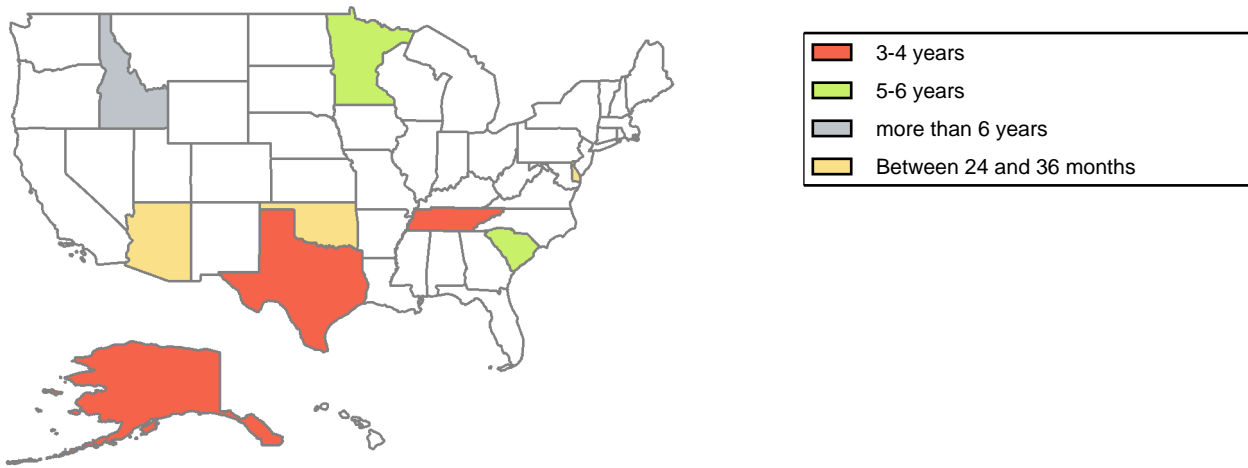 3-4 years
5-6 years
more than 6 years
Between 24 and 36 months